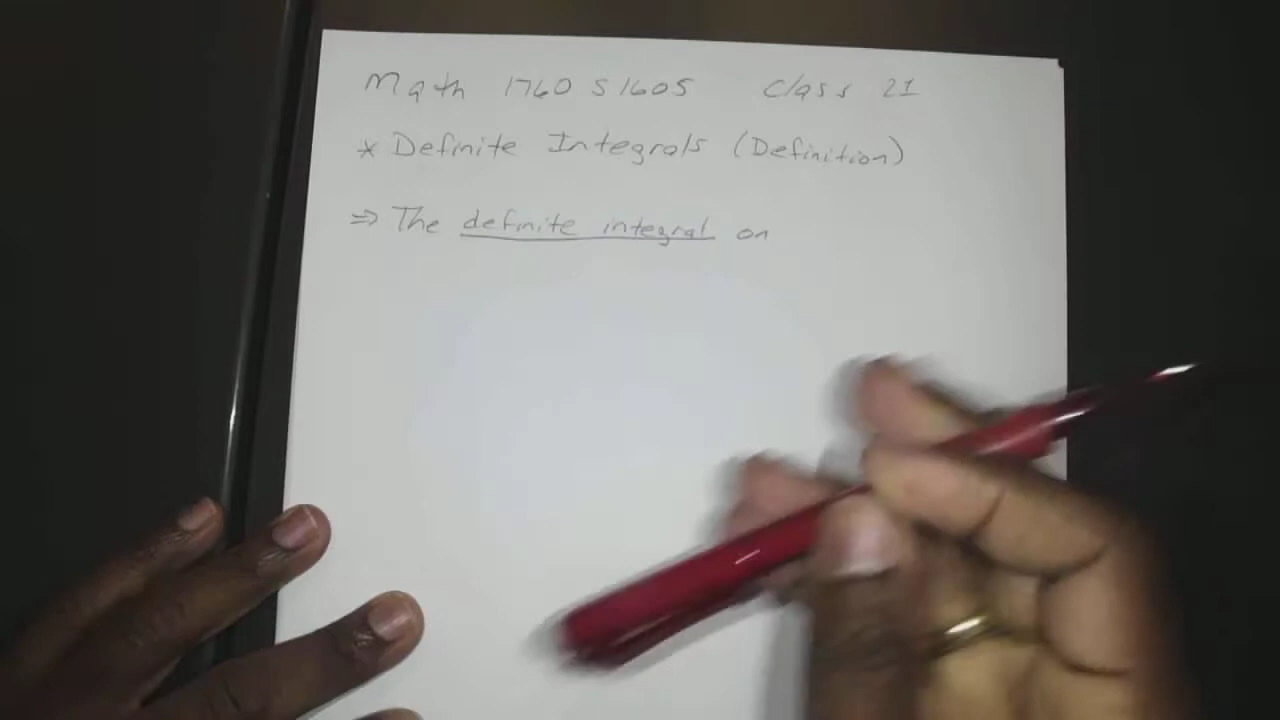 Math 1760 S1605 Class 21
* Definite Integrals (Definition)
⇒ The definite integral on